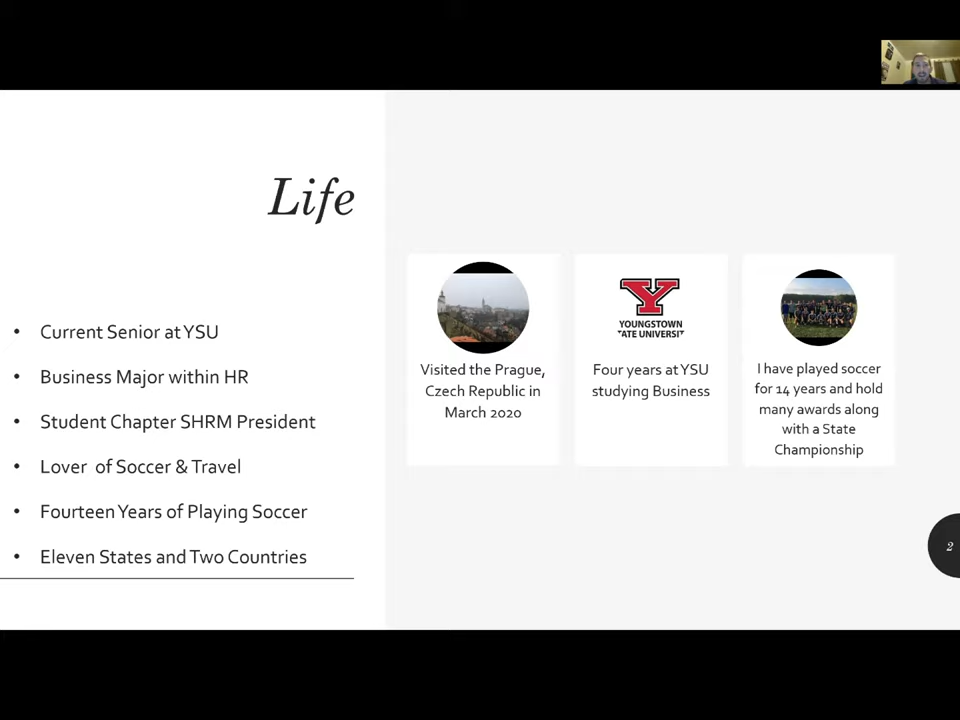 Life
• Current Senior at YSU
• Business Major within HR
• Student Chapter SHRM President
• Lover of Soccer & Travel
• Fourteen Years of Playing Soccer
• Eleven States and Two Countries
Visited the Prague,
Czech Republic in
March 2020
Y
YOUNGSTOWN
TATE UNIVERSI
Four years at YSU
studying Business
I have played soccer
for 14 years and hold
many awards along
with a State
Championship
2